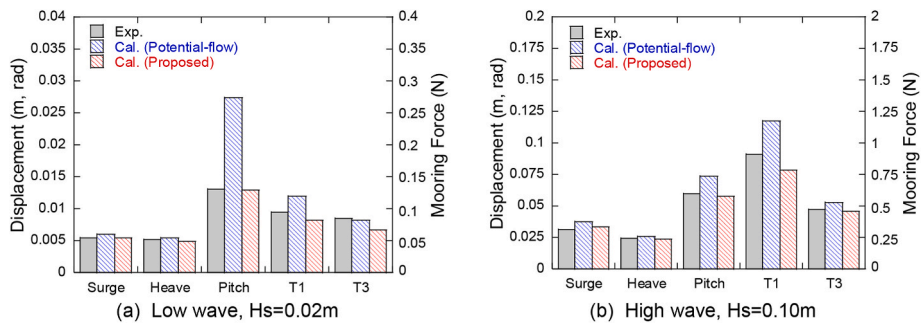 0.04
0.035
0.03
0.025
0.02
0.015
0.01
0.005
0
Displacement (m, rad)
Exp.
Cal. (Potential-flow)
Cal. (Proposed)
0.4
0.35
0.3
0.25
0.2
0.15
0.1
0.05
0
Mooring Force (N)
Surge Heave Pitch T1 T3
(a) Low wave, Hs=0.02m
0.2
0.175
0.15
0.125
0.1
0.075
0.05
0.025
0
Displacement (m, rad)
Exp.
Cal. (Potential-flow)
Cal. (Proposed)
2
1.75
1.5
1.25
1
0.75
0.5
0.25
0
Mooring Force (N)
Surge Heave Pitch T1 T3
(b) High wave, Hs=0.10m